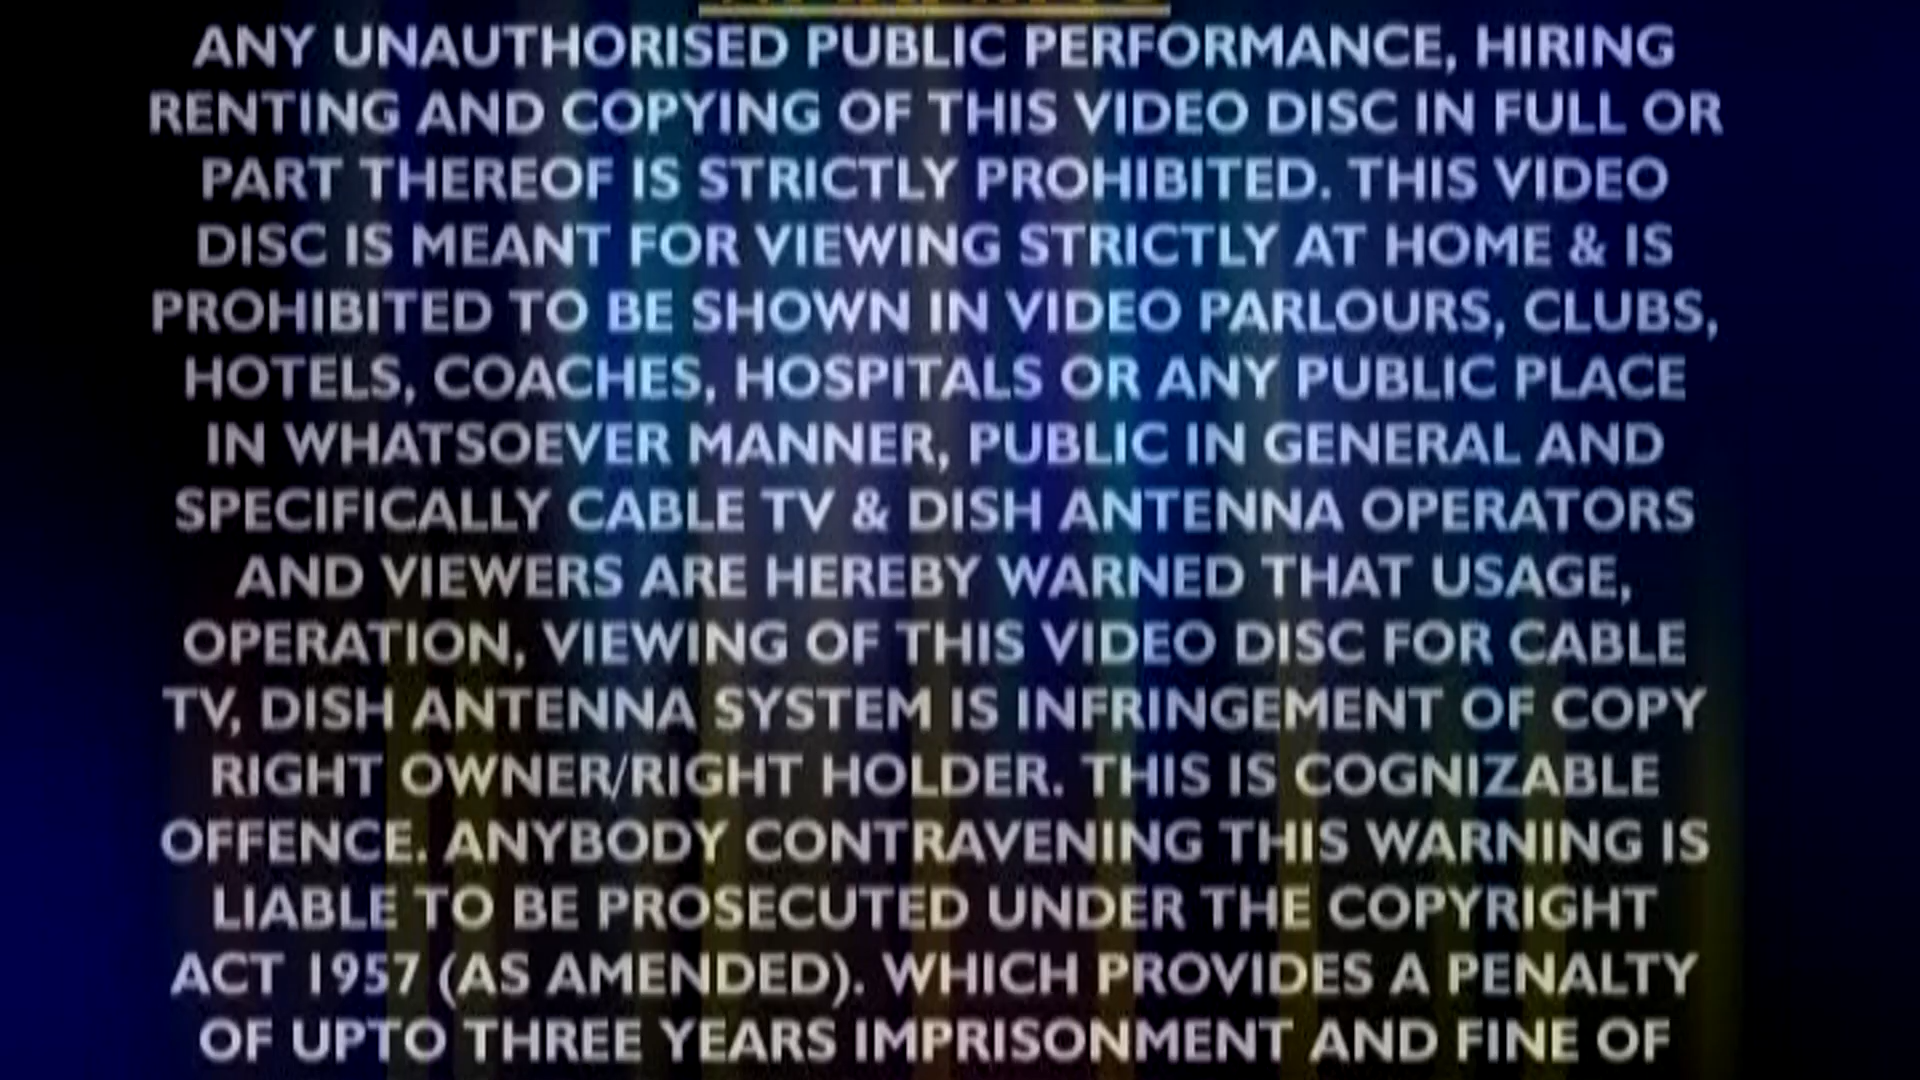 ANY UNAUTHORISED PUBLIC PERFORMANCE, HIRING
RENTING AND COPYING OF THIS VIDEO DISC IN FULL OR
PART THEREOF IS STRICTLY PROHIBITED. THIS VIDEO
DISC IS MEANT FOR VIEWING STRICTLY AT HOME & IS
PROHIBITED TO BE SHOWN IN VIDEO PARLOURS, CLUBS,
HOTELS, COACHES, HOSPITALS OR ANY PUBLIC PLACE
IN WHATSOEVER MANNER, PUBLIC IN GENERAL AND
SPECIFICALLY CABLE TV & DISH ANTENNA OPERATORS
AND VIEWERS ARE HEREBY WARNED THAT USAGE,
OPERATION, VIEWING OF THIS VIDEO DISC FOR CABLE
TV, DISH ANTENNA SYSTEM IS INFRINGEMENT OF COPY
RIGHT OWNER/RIGHT HOLDER. THIS IS COGNIZABLE
OFFENCE. ANYBODY CONTRAVENING THIS WARNING IS
LIABLE TO BE PROSECUTED UNDER THE COPYRIGHT
ACT 1957 (AS AMENDED). WHICH PROVIDES A PENALTY
OF UPTO THREE YEARS IMPRISONMENT AND FINE OF